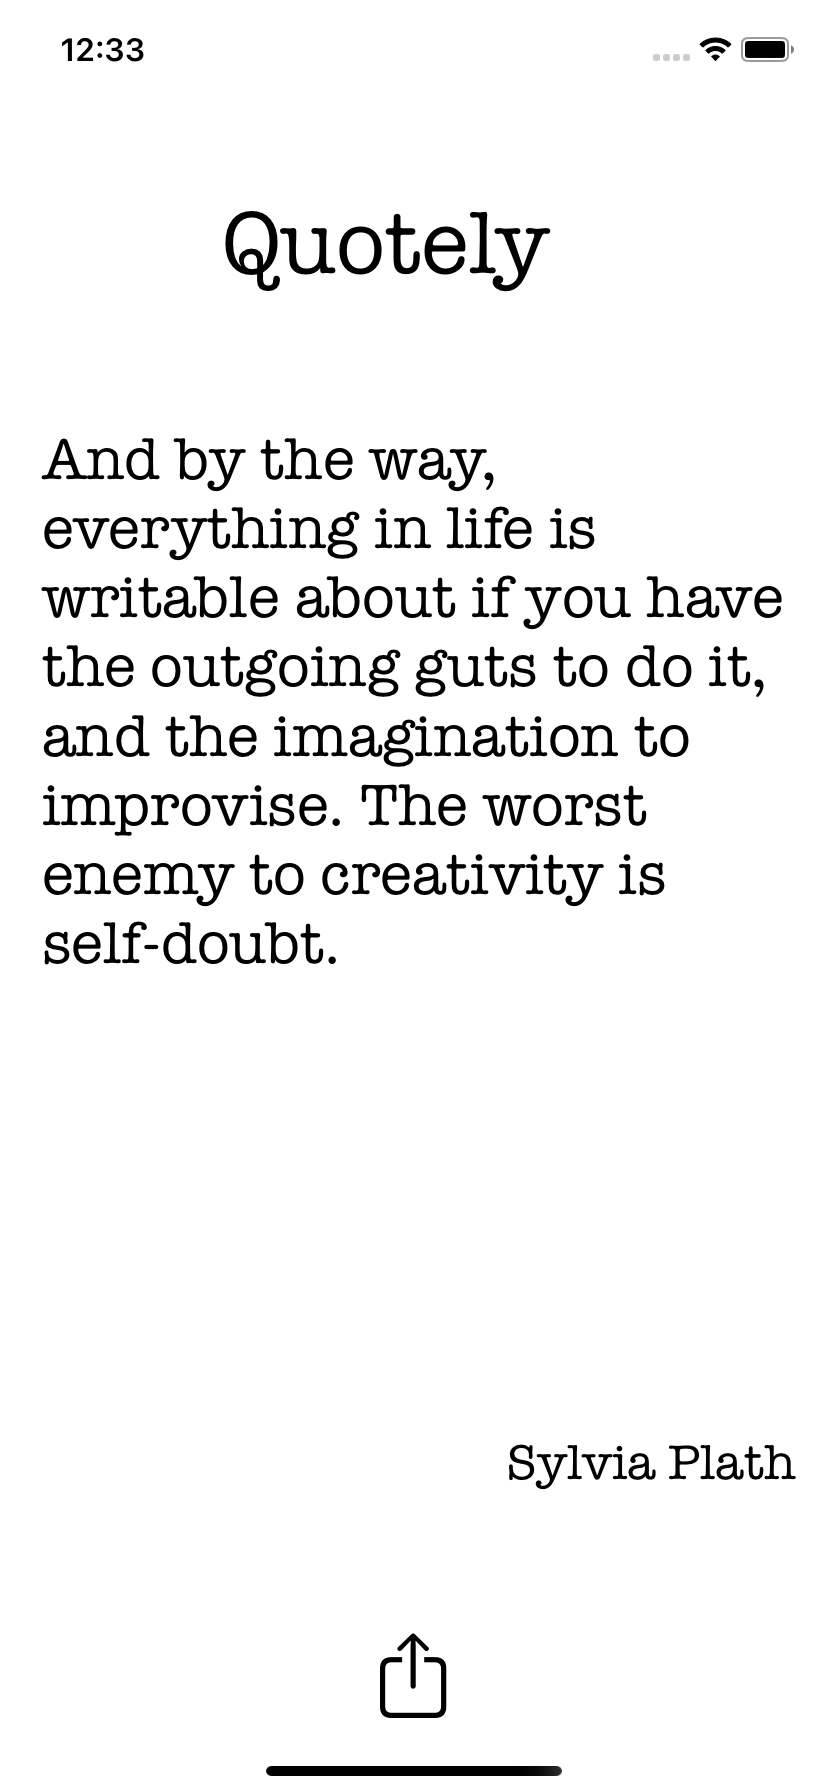 12:33
Quotely
And by the way,
everything in life is
writable about if you have
the outgoing guts to do it,
and the imagination to
improvise. The worst
enemy to creativity is
self-doubt.
Sylvia Plath